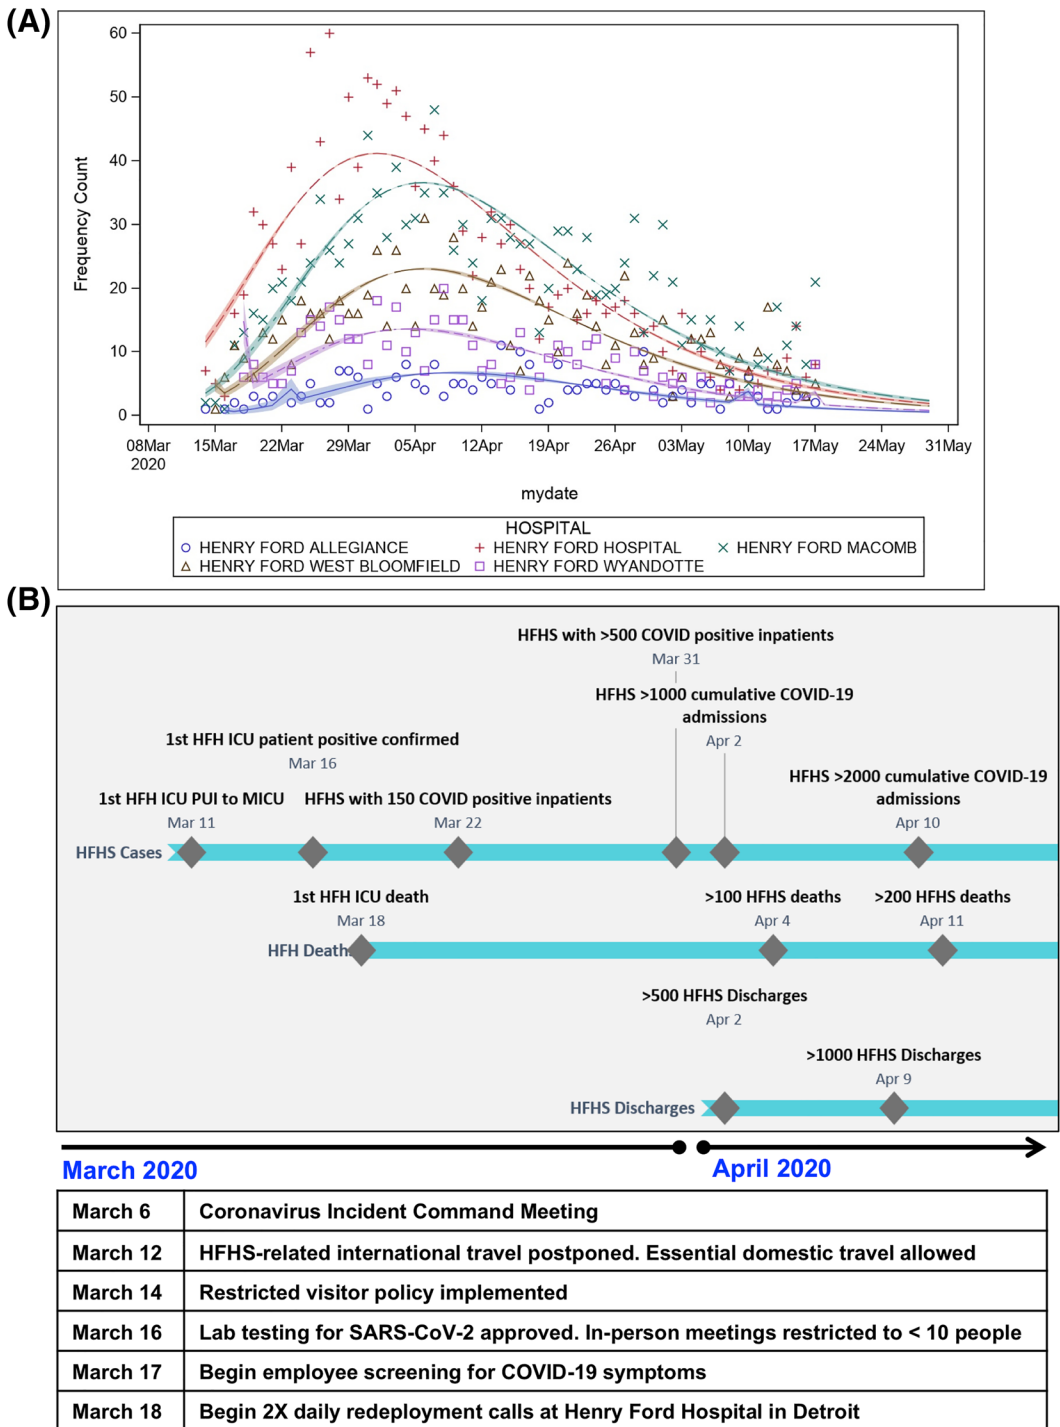 (A)
60
50
40
30
20
10
0
Frequency Count
08Mar 15Mar 22Mar 29Mar 05Apr 12Apr 19Apr 26Apr 03May 10May 17May 24May 31May
2020
mydate
HOSPITAL
HENRY FORD ALLEGIANCE HENRY FORD HOSPITAL HENRY FORD MACOMB
HENRY FORD WEST BLOOMFIELD HENRY FORD WYANDOTTE
(B)
HFHS with >500 COVID positive inpatients
Mar 31
HFHS >1000 cumulative COVID-19
admissions
Apr 2
1st HFH ICU patient positive confirmed
Mar 16
HFHS >2000 cumulative COVID-19
admissions
Apr 10
1st HFH ICU PUI to MICU
Mar 11
HFHS with 150 COVID positive inpatients
Mar 22
HFHS Cases
1st HFH ICU death
Mar 18
>100 HFHS deaths
Apr 4
>200 HFHS deaths
Apr 11
HFH Death
>500 HFHS Discharges
Apr 2
>1000 HFHS Discharges
Apr 9
HFHS Discharges
March 2020
April 2020
March 6 Coronavirus Incident Command Meeting
March 12 HFHS-related international travel postponed. Essential domestic travel allowed
March 14 Restricted visitor policy implemented
March 16 Lab testing for SARS-CoV-2 approved. In-person meetings restricted to < 10 people
March 17 Begin employee screening for COVID-19 symptoms
March 18 Begin 2X daily redeployment calls at Henry Ford Hospital in Detroit